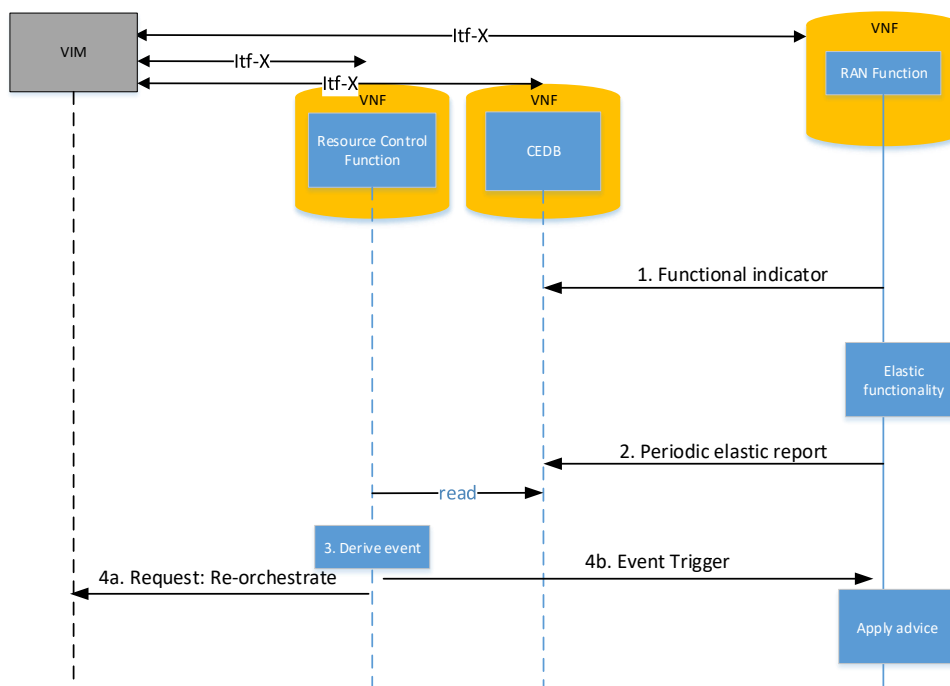 Itf-X
VNF
VIM
Itf-X
RAN Function
Itf-X
VNF
VNF
Resource Control
Function
CEDB
1. Functional indicator
Elastic
functionality
2. Periodic elastic report
read
3. Derive event
4b. Event Trigger
4a. Request: Re-orchestrate
Apply advice